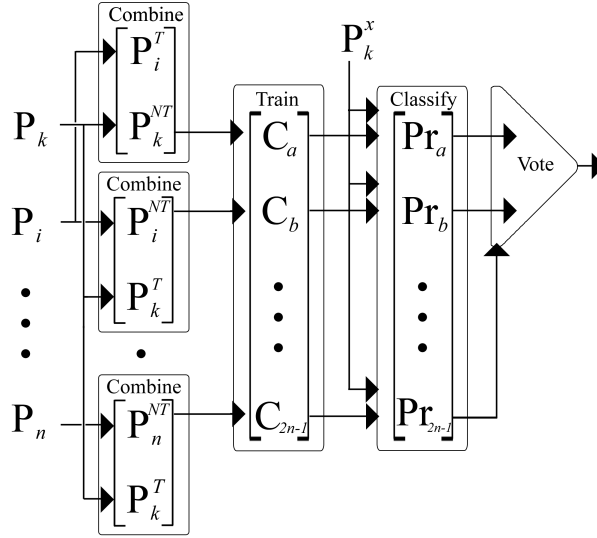 Combine
P_i^T
P_k^NT
P_k
P_k^x
Train
Classify
C_a
Pr_a
Vote
Combine
P_i
P_i^NT
C_b
Pr_b
P_k^T
Combine
P_n
P_n^NT
C_2n-1
Pr_2n-1
P_k^T